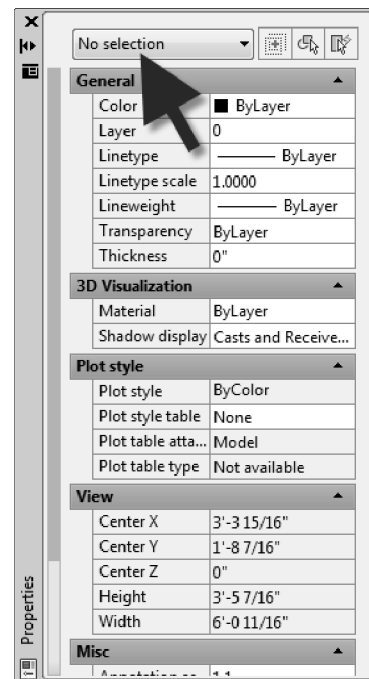 No selection
General
Color ByLayer
Layer 0
Linetype ByLayer
Linetype scale 1.0000
Lineweight ByLayer
Transparency ByLayer
Thickness 0"
3D Visualization
Material ByLayer
Shadow display Casts and Receive...
Plot style
Plot style ByColor
Plot style table None
Plot table atta... Model
Plot table type Not available
View
Center X 3'-3 15/16"
Center Y 1'-8 7/16"
Center Z 0"
Height 3'-5 7/16"
Width 6'-0 11/16"
Misc
Properties